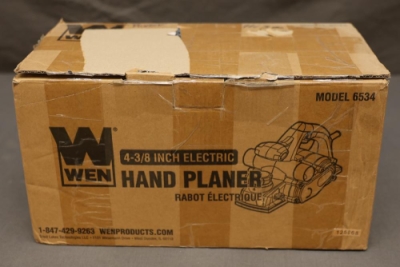 MODEL 6534
WEN
4-3/8 INCH ELECTRIC
HAND PLANER
RABOT ÉLECTRIQUE
1-847-429-9263 WENPRODUCTS.COM